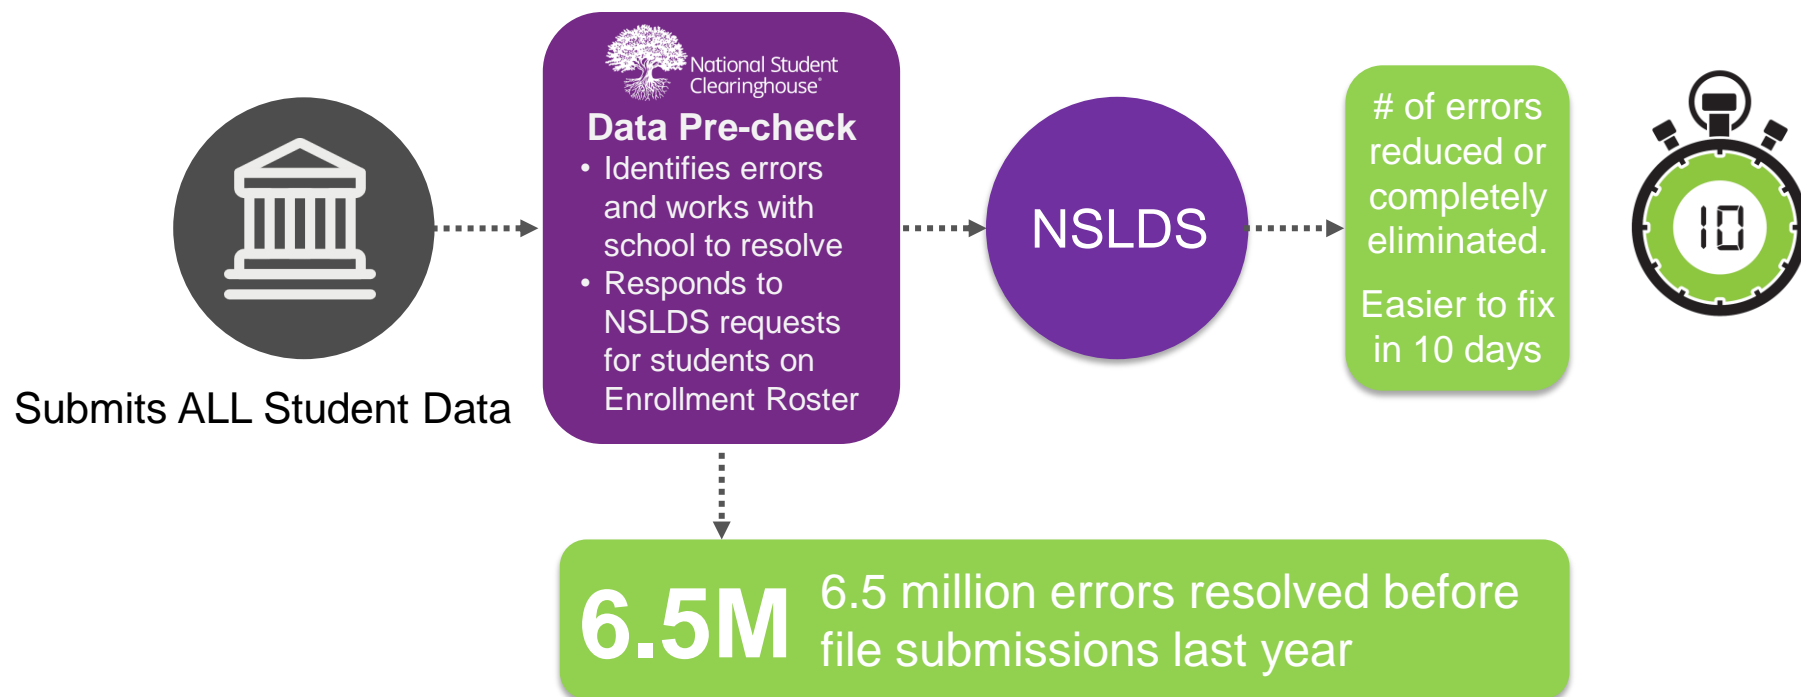 National Student
Clearinghouse®
Data Pre-check
• Identifies errors
and works with
school to resolve
• Responds to
NSLDS requests
for students on
Enrollment Roster
Submits ALL Student Data
NSLDS
# of errors
reduced or
completely
eliminated.
Easier to fix
in 10 days
10
6.5M
6.5 million errors resolved before
file submissions last year